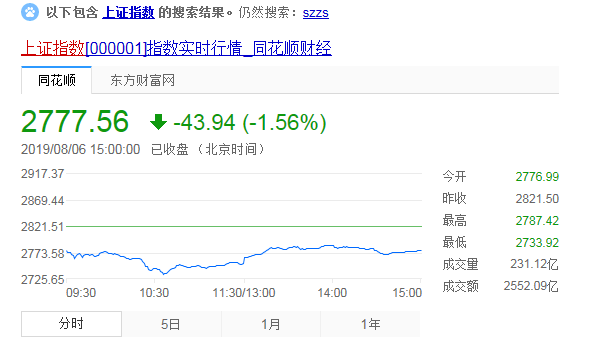 以下包含 上证指数 的搜索结果。仍然搜索：szzs
上证指数[000001]指数实时行情_同花顺财经
同花顺 东方财富网
2777.56 -43.94 (-1.56%)
2019/08/06 15:00:00 已收盘 （北京时间）
2917.37
2869.44
2821.51
2773.58
2725.65
09:30 10:30 11:30/13:00 14:00 15:00
今开 2776.99
昨收 2821.50
最高 2787.42
最低 2733.92
成交量 231.12亿
成交额 2552.09亿
分时 5日 1月 1年